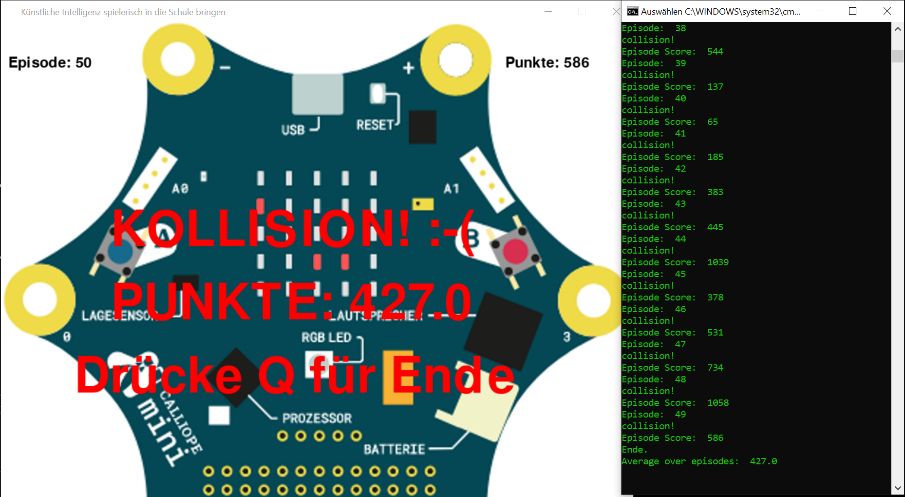 Künstliche Intelligenz spielerisch in die Schule bringen
Episode: 50
Punkte: 586
USB
RESET
A0
A1
KOLLISION! :-(
A
B
PUNKTE: 427.0
LAGESENSOR
LAUTSPRECHER
0
RGB LED
3
Drücke Q für Ende
PROZESSOR
CALLIOPE
mini
BATTERIE
Auswählen C:\WINDOWS\system32\cm...
Episode: 38
collision!
Episode Score: 544
Episode: 39
collision!
Episode Score: 137
Episode: 40
collision!
Episode Score: 65
Episode: 41
collision!
Episode Score: 185
Episode: 42
collision!
Episode Score: 383
Episode: 43
collision!
Episode Score: 445
Episode: 44
collision!
Episode Score: 1039
Episode: 45
collision!
Episode Score: 378
Episode: 46
collision!
Episode Score: 531
Episode: 47
collision!
Episode Score: 734
Episode: 48
collision!
Episode Score: 1058
Episode: 49
collision!
Episode Score: 586
Ende.
Average over episodes: 427.0